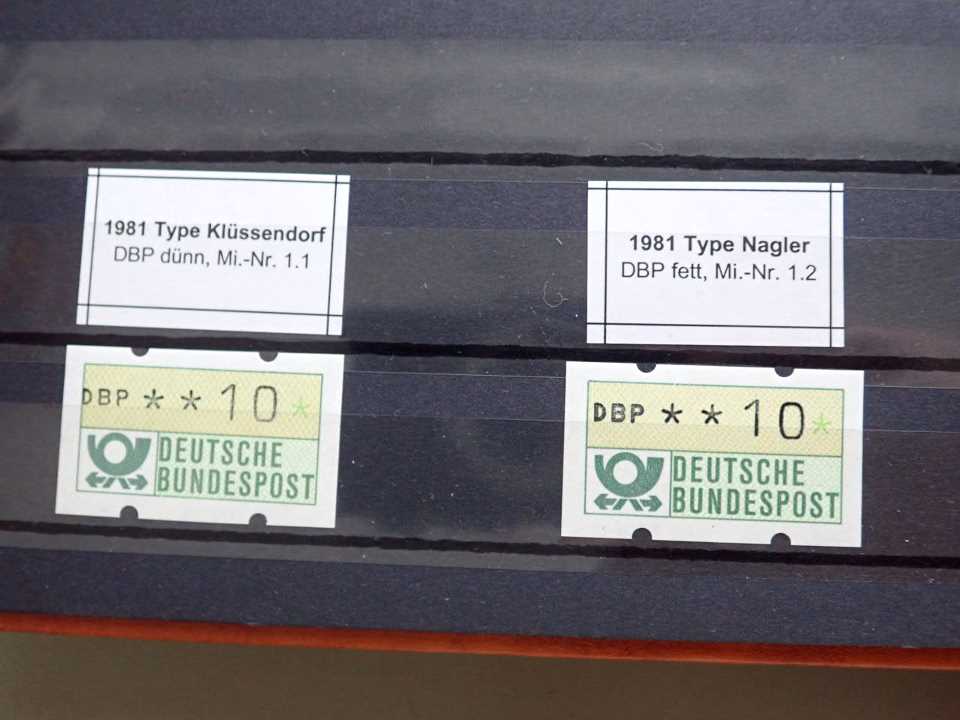 1981 Type Klüssendorf
DBP dünn, Mi.-Nr. 1.1
1981 Type Nagler
DBP fett, Mi.-Nr. 1.2
DBP * * 10 *
DEUTSCHE
BUNDESPOST
DBP * * 10 *
DEUTSCHE
BUNDESPOST